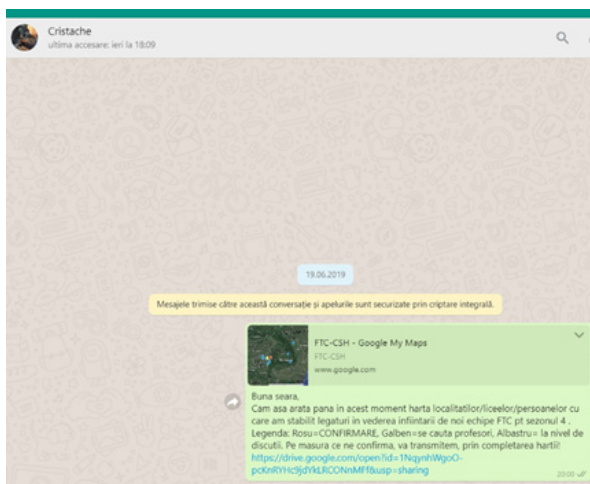 Cristache
ultima accesare: ieri la 18:09
19.06.2019
Mesajele trimise către această conversație și apelurile sunt securizate prin criptare integrală.
FTC-CSH - Google My Maps
FTC-CSH
www.google.com
Buna seara,
Cam asa arata pana in acest moment harta localitatilor/liceelor/persoanelor cu
care am stabilit legaturi in vederea infiintarii de noi echipe FTC pt sezonul 4 .
Legenda: Rosu=CONFIRMARE, Galben=se cauta profesori, Albastru= la nivel de
discutii. Pe masura ce ne confirma, va transmitem, prin completarea hartii!
https://drive.google.com/open?id=1NqynhWgoO-
pcKnRYHc9jdYkLRCONnMFf&usp=sharing
20:00